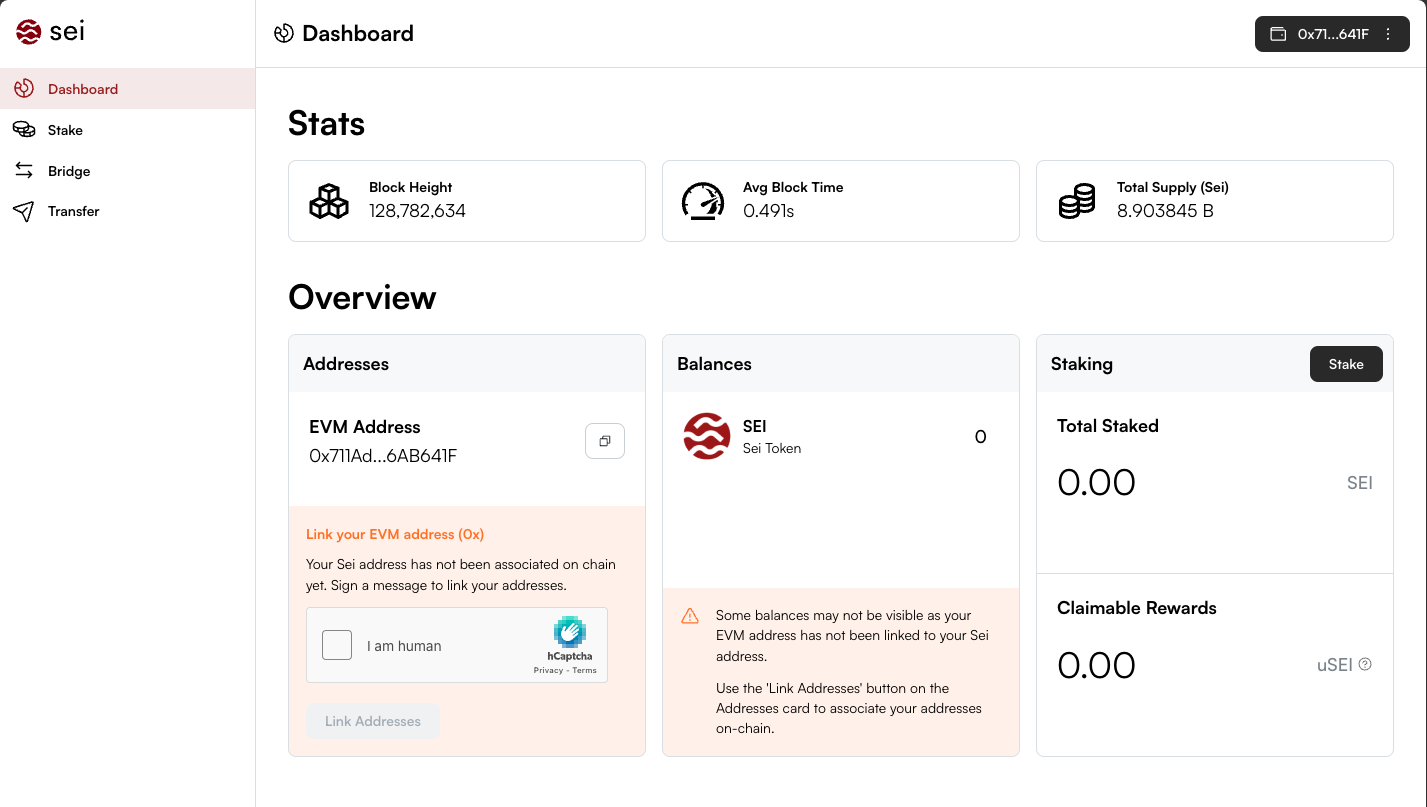 sei
Dashboard
0x71...641F
Dashboard
Stake
Bridge
Transfer
Stats
Block Height
128,782,634
Avg Block Time
0.491s
Total Supply (Sei)
8.903845 B
Overview
Addresses
EVM Address
0x711Ad...6AB641F
Link your EVM address (0x)
Your Sei address has not been associated on chain
yet. Sign a message to link your addresses.
I am human
hCaptcha
Privacy - Terms
Link Addresses
Balances
SEI
Sei Token
0
Some balances may not be visible as your
EVM address has not been linked to your Sei
address.
Use the 'Link Addresses' button on the
Addresses card to associate your addresses
on-chain.
Staking
Stake
Total Staked
0.00 SEI
Claimable Rewards
0.00 uSEI